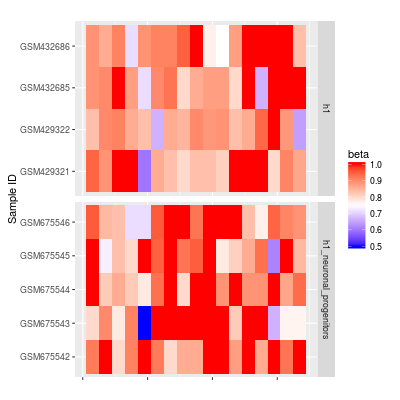 GSM432686
GSM432685
GSM429322
GSM429321
h1
GSM675546
GSM675545
GSM675544
GSM675543
GSM675542
h1_neuronal_progenitors
Sample ID
beta
1.0
0.9
0.8
0.7
0.6
0.5